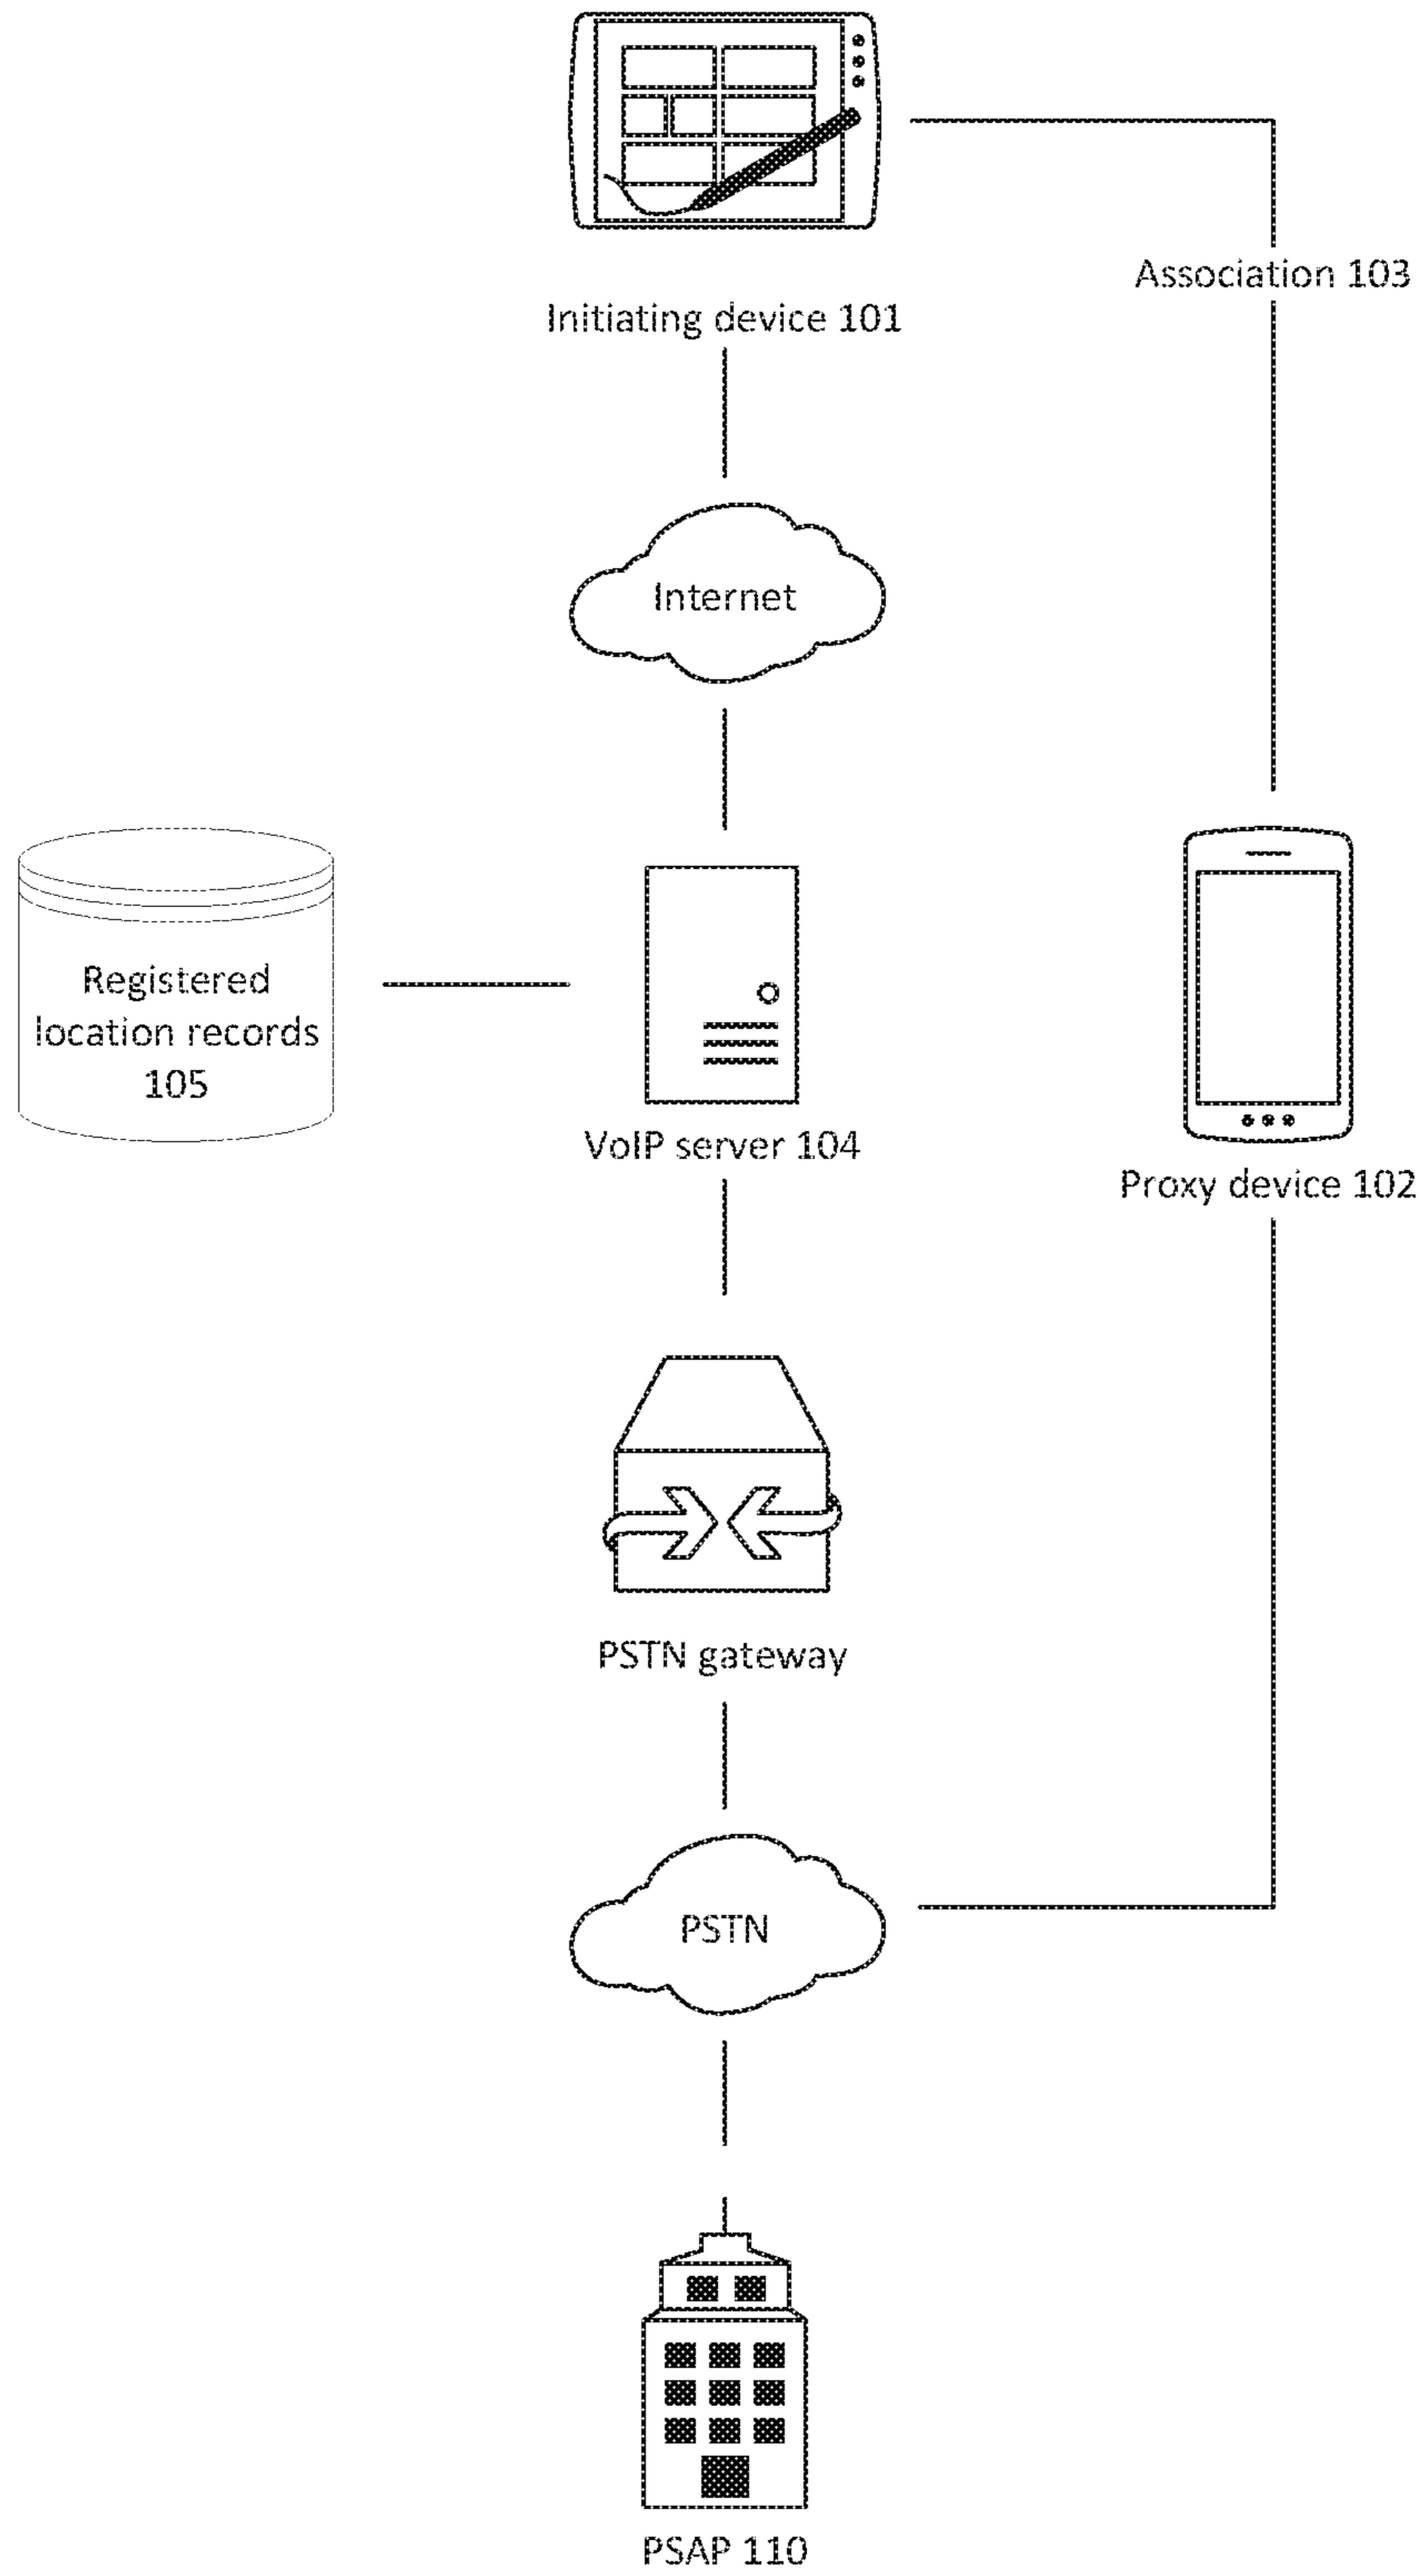 Association 103
Initiating device 101
Internet
Registered
location records
105
VoIP server 104
Proxy device 102
PSTN gateway
PSTN
PSAP 110